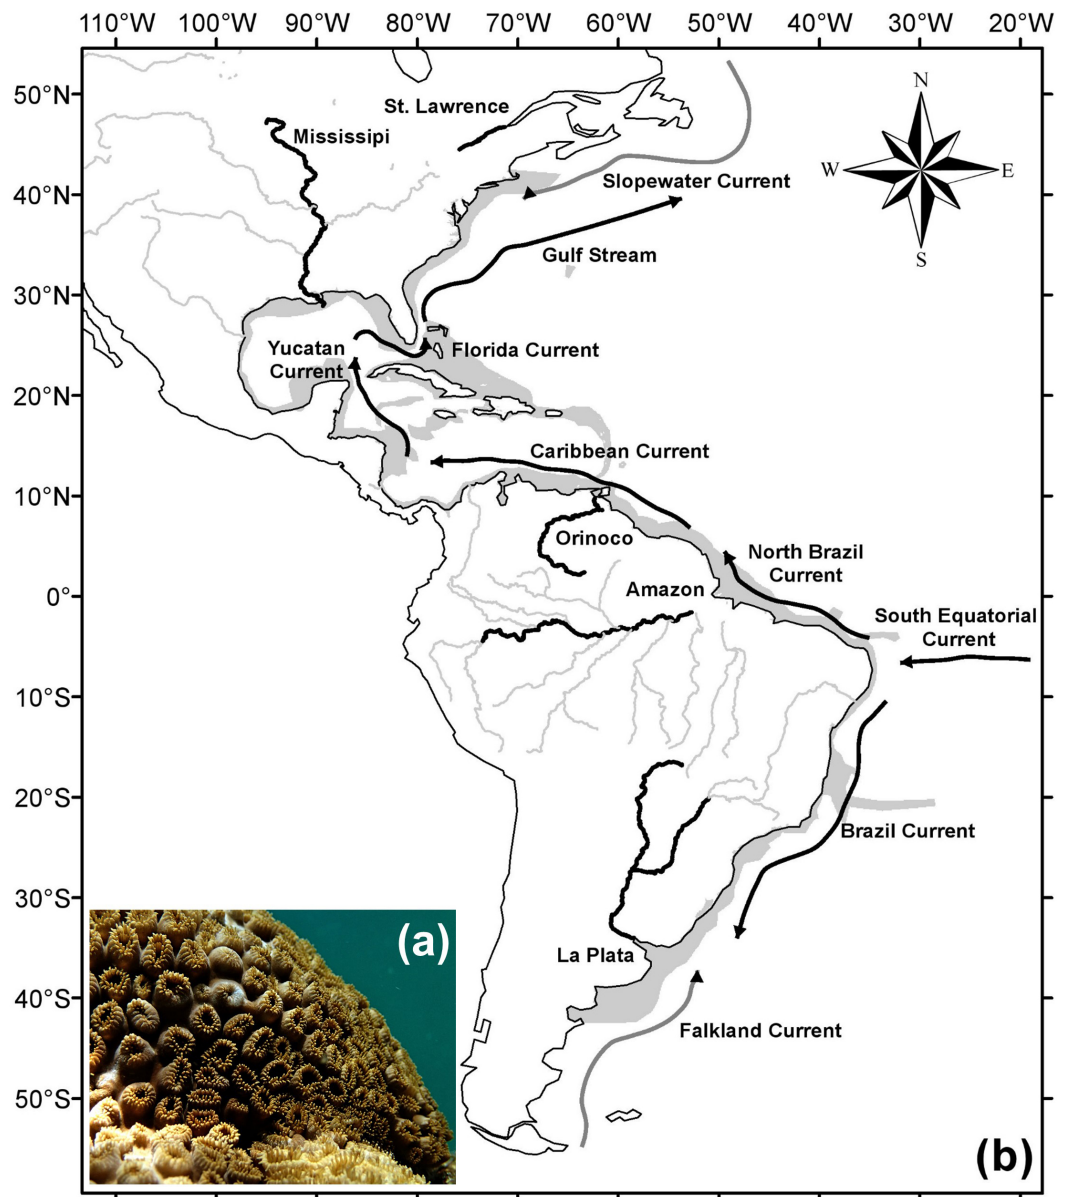 110°W 100°W 90°W 80°W 70°W 60°W 50°W 40°W 30°W 20°W
50°N
40°N
30°N
20°N
10°N
0°
10°S
20°S
30°S
40°S
50°S
N
W
E
S
St. Lawrence
Mississipi
Slopewater Current
Gulf Stream
Yucatan
Current
Florida Current
Caribbean Current
Orinoco
North Brazil
Current
Amazon
South Equatorial
Current
Brazil Current
La Plata
Falkland Current
(a)
(b)